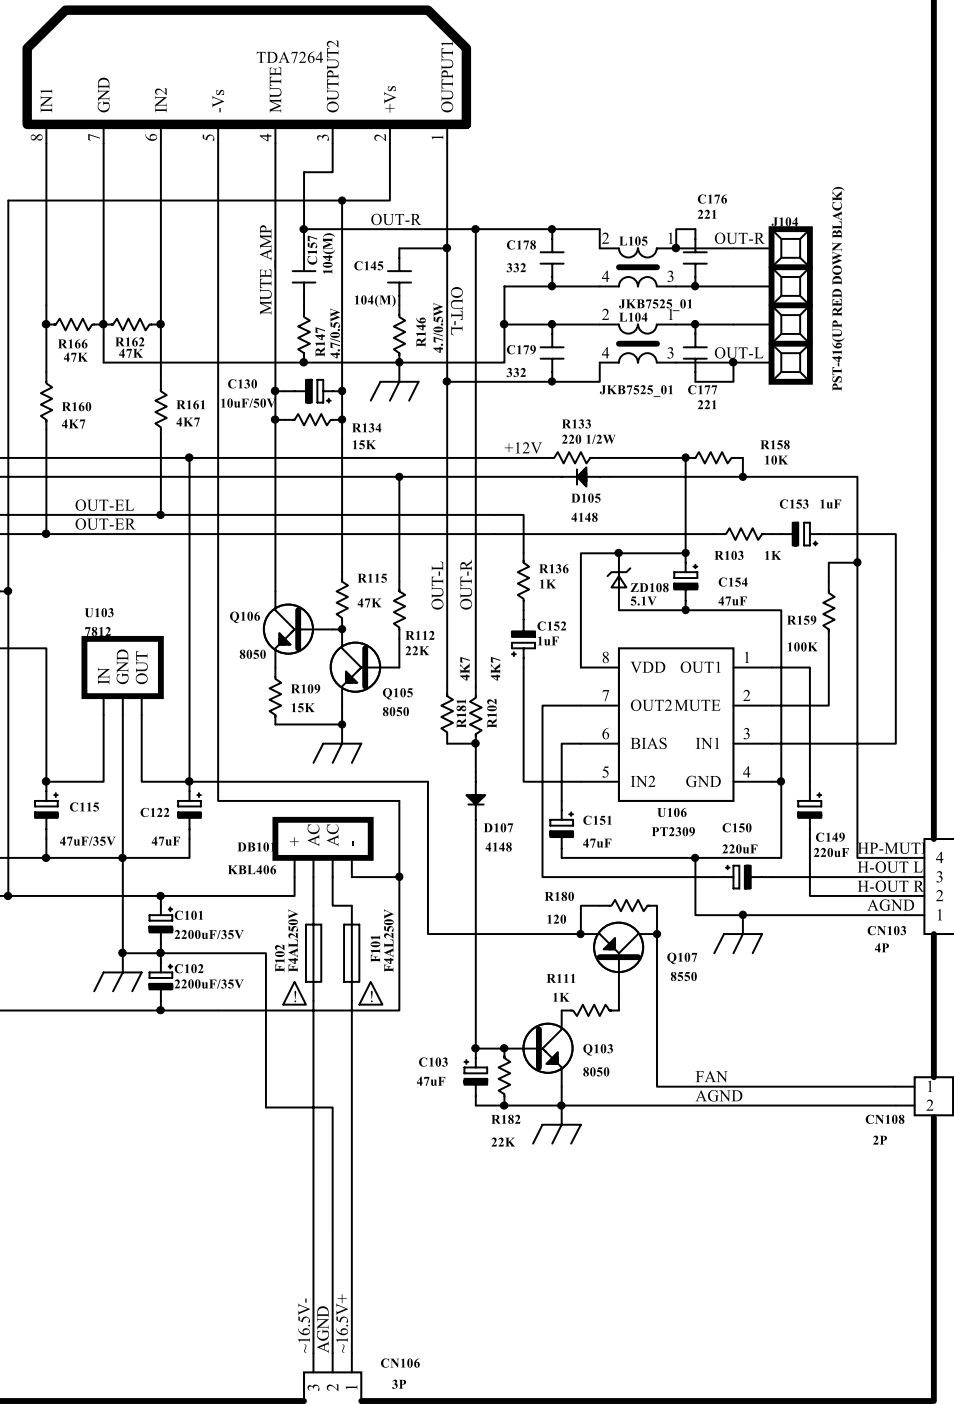 TDA7264
IN1
GND
IN2
-Vs
MUTE
OUTPUT2
+Vs
OUTPUT1
8
7
6
5
4
3
2
1
MUTE AMP
OUT-R
C157
104(M)
C145
104(M)
R147
4.7/0.5W
R146
4.7/0.5W
OUT-L
C176
221
J104
C178
332
2
L105
1
OUT-R
4
3
JKB7525_01
2
L104
1
C179
332
4
3
OUT-L
JKB7525_01
C177
221
PST-416(UP RED DOWN BLACK)
R166
47K
R162
47K
R160
4K7
R161
4K7
C130
10uF/50V
R134
15K
+12V
R133
220 1/2W
R158
10K
D105
4148
C153 1uF
OUT-EL
OUT-ER
R103
1K
R136
1K
ZD108
5.1V
C154
47uF
R159
100K
C152
1uF
U103
7812
IN
GND
OUT
Q106
8050
R115
47K
R112
22K
OUT-L
OUT-R
R109
15K
Q105
8050
4K7
R181
4K7
R102
8
VDD
OUT1
1
7
OUT2
MUTE
2
6
BIAS
IN1
3
5
IN2
GND
4
U106
PT2309
C115
47uF/35V
C122
47uF
DB101
KBL406
+
AC
AC
-
D107
4148
C151
47uF
C150
220uF
C149
220uF
HP-MUTE
H-OUT L
H-OUT R
AGND
4
3
2
1
CN103
4P
C101
2200uF/35V
C102
2200uF/35V
F102
F4AL250V
F101
F4AL250V
!
!
R180
120
Q107
8550
R111
1K
Q103
8050
C103
47uF
R182
22K
FAN
AGND
1
2
CN108
2P
~16.5V-
AGND
~16.5V+
3
2
1
CN106
3P